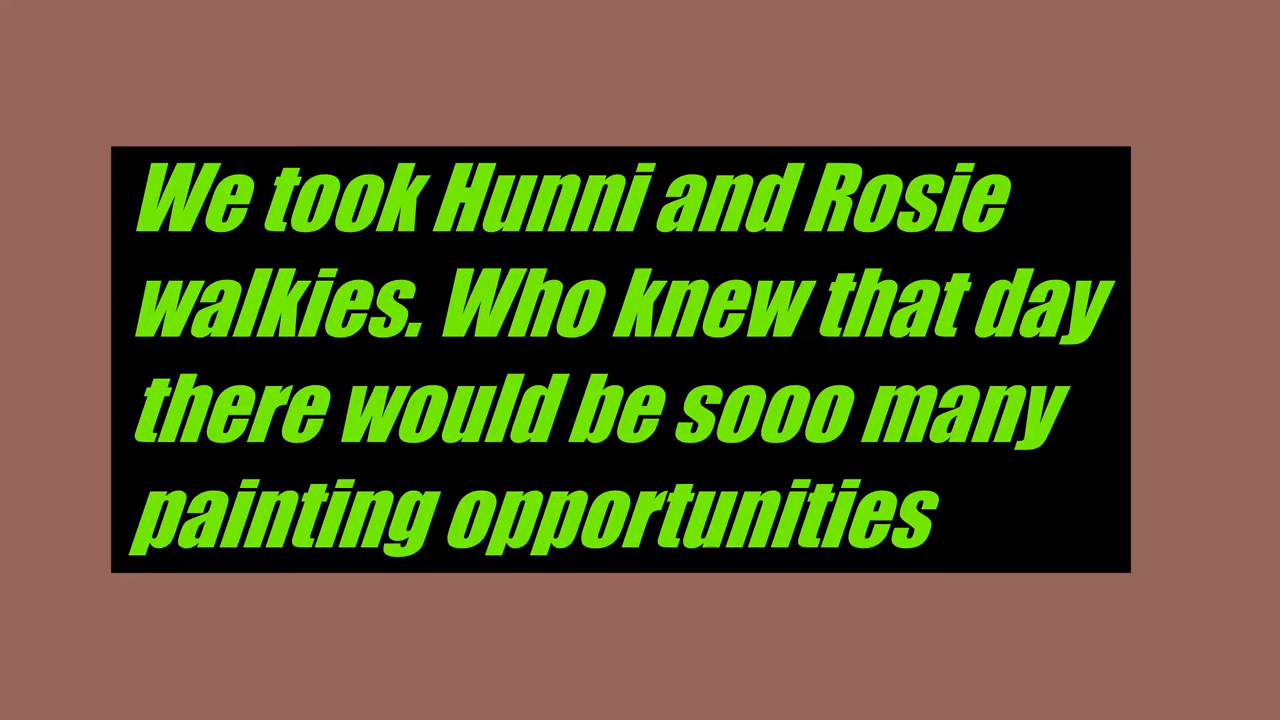 We took Hunni and Rosie
walkies. Who knew that day
there would be sooo many
painting opportunities